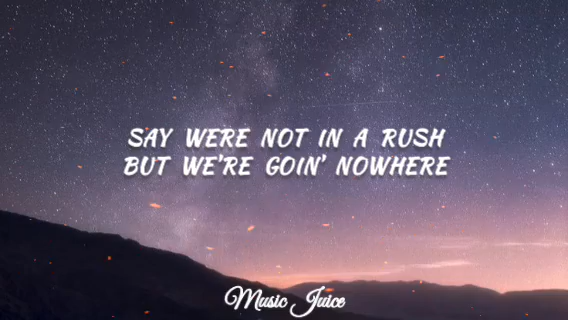 SAY WERE NOT IN A RUSH
BUT WE'RE GOIN' NOWHERE
Music Juice